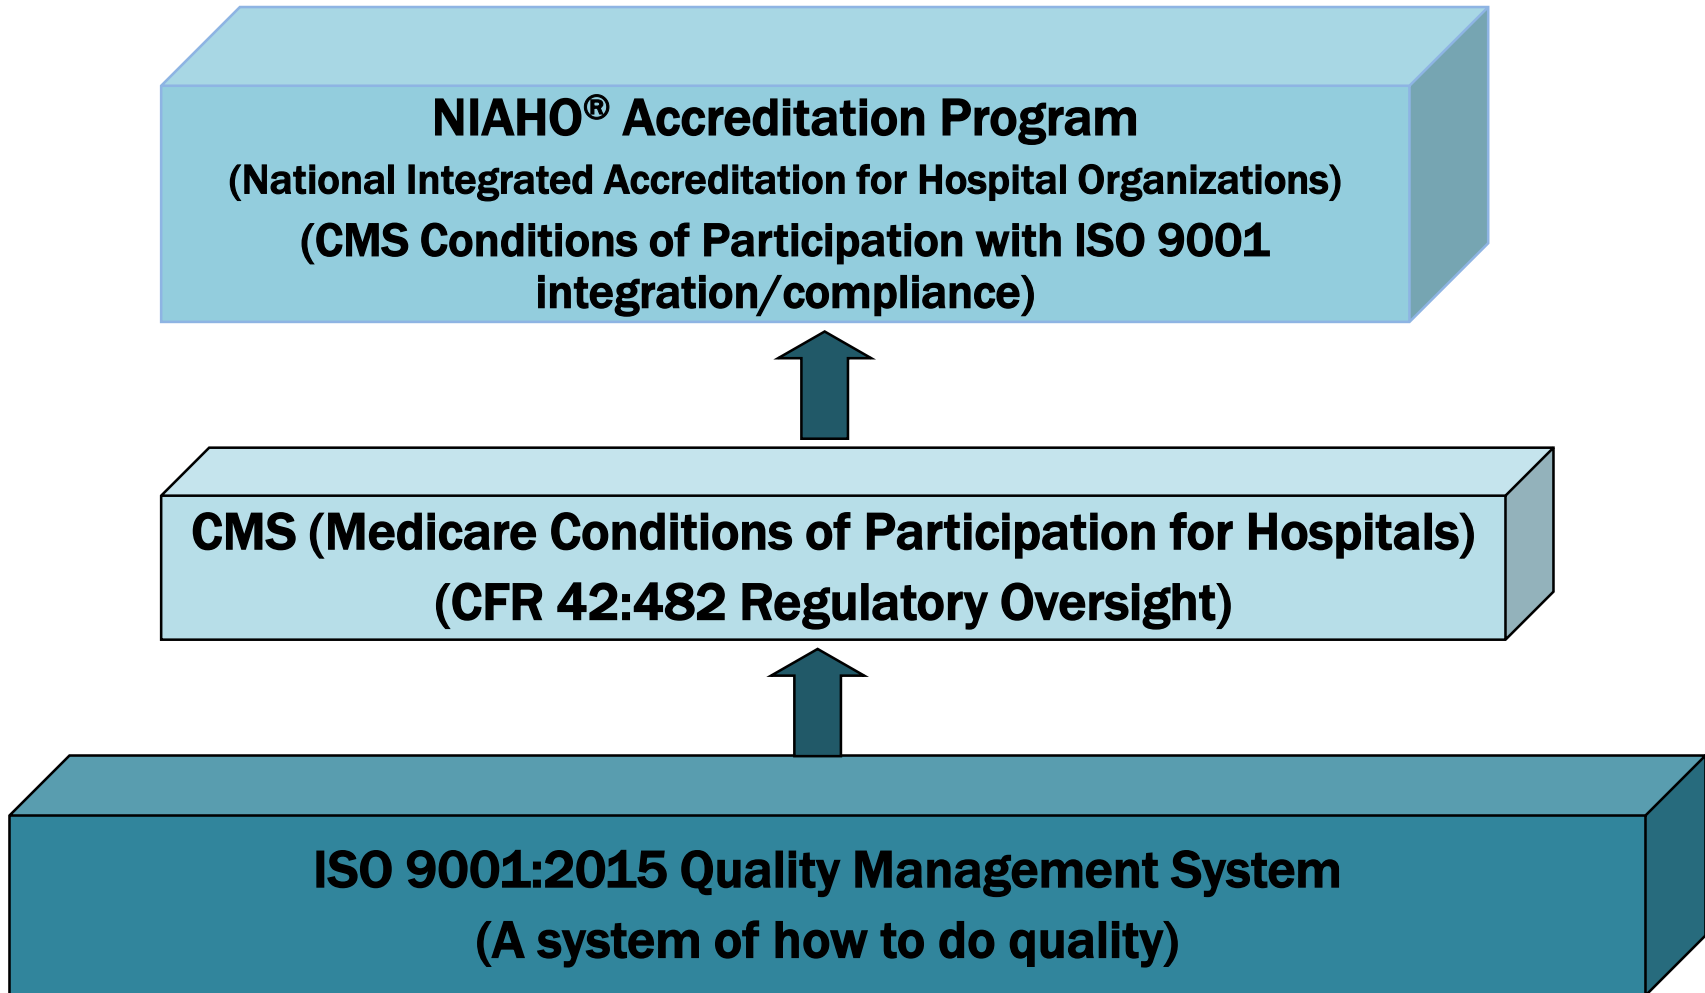 NIAHO® Accreditation Program
(National Integrated Accreditation for Hospital Organizations)
(CMS Conditions of Participation with ISO 9001
integration/compliance)
CMS (Medicare Conditions of Participation for Hospitals)
(CFR 42:482 Regulatory Oversight)
ISO 9001:2015 Quality Management System
(A system of how to do quality)